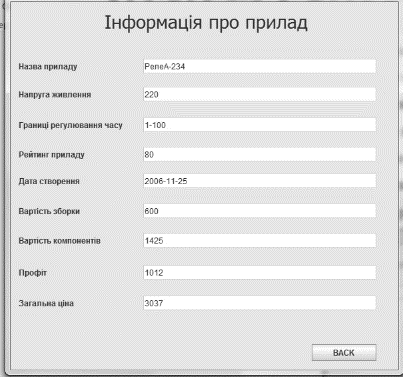 Інформація про прилад
Назва приладу РелеА-234
Напруга живлення 220
Границі регулювання часу 1-100
Рейтинг приладу 80
Дата створення 2006-11-25
Вартість зборки 600
Вартість компонентів 1425
Профіт 1012
Загальна ціна 3037
BACK